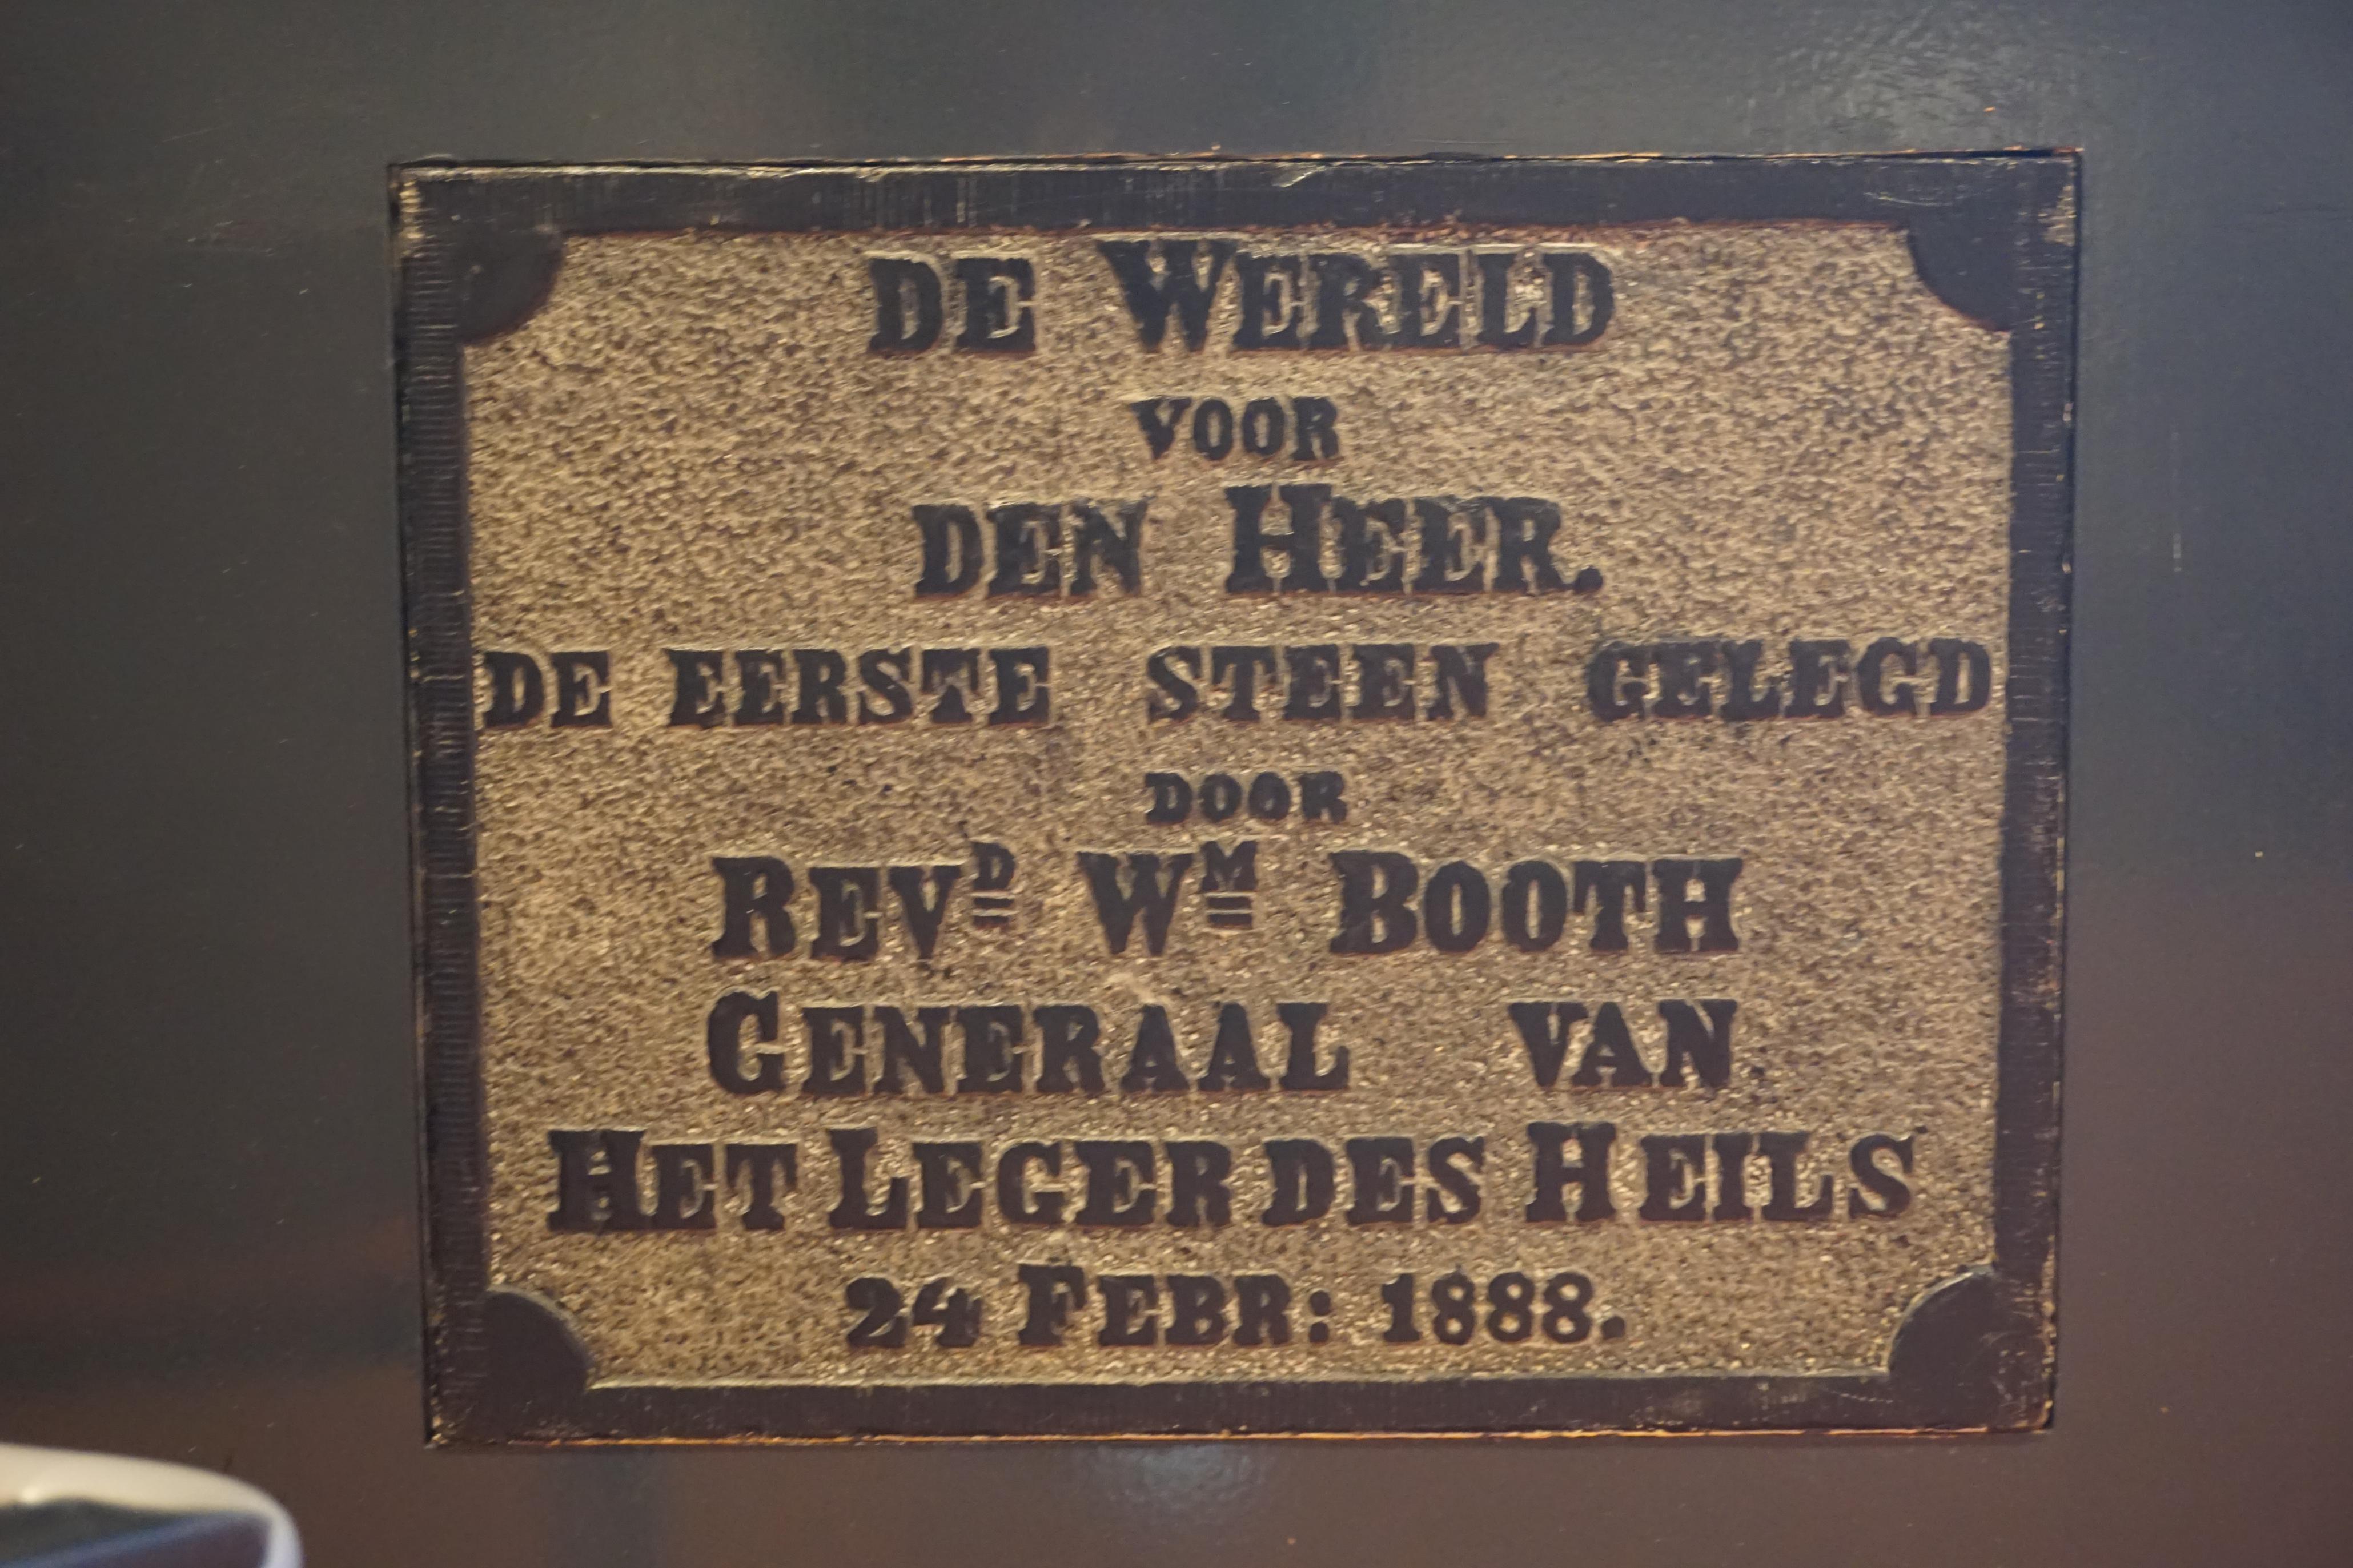 DE WERELD
VOOR
DEN HEER.
DE EERSTE STEEN GELEGD
DOOR
REVD WM BOOTH
GENERAAL VAN
HET LEGER DES HEILS
24 FEBR: 1888.